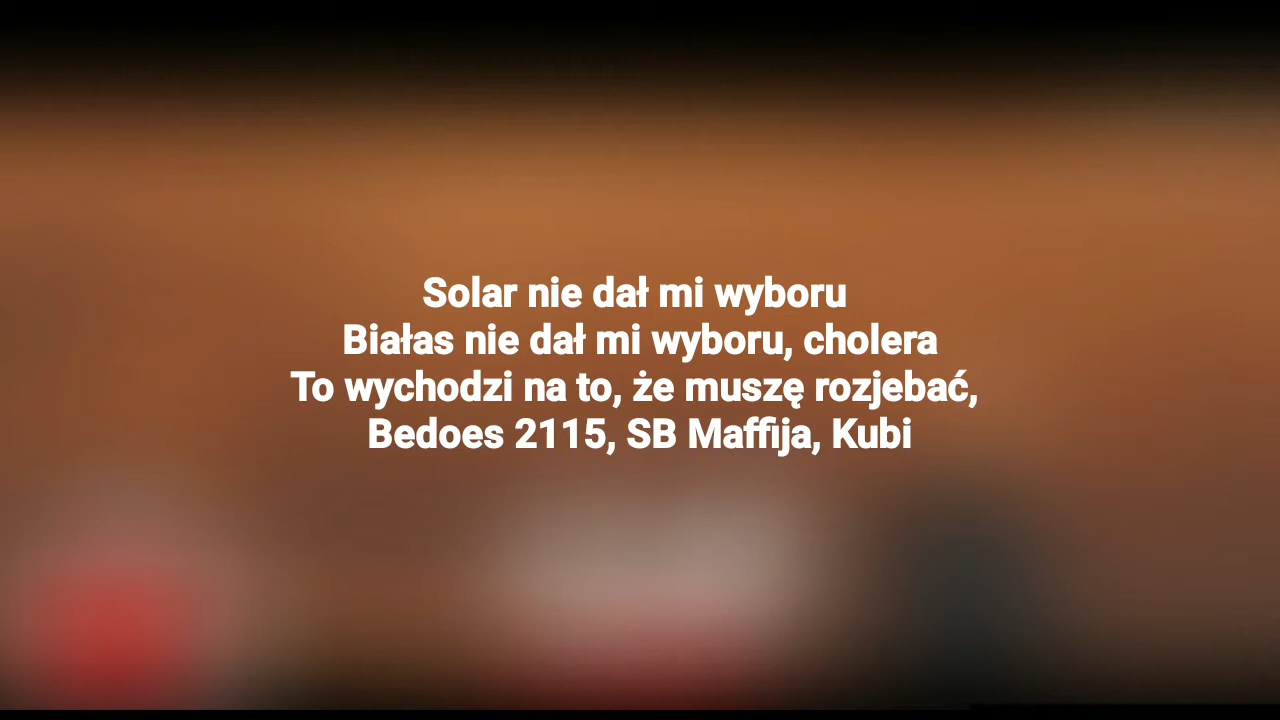 Solar nie dał mi wyboru
Białas nie dał mi wyboru, cholera
To wychodzi na to, że muszę rozjebać,
Bedoes 2115, SB Maffija, Kubi